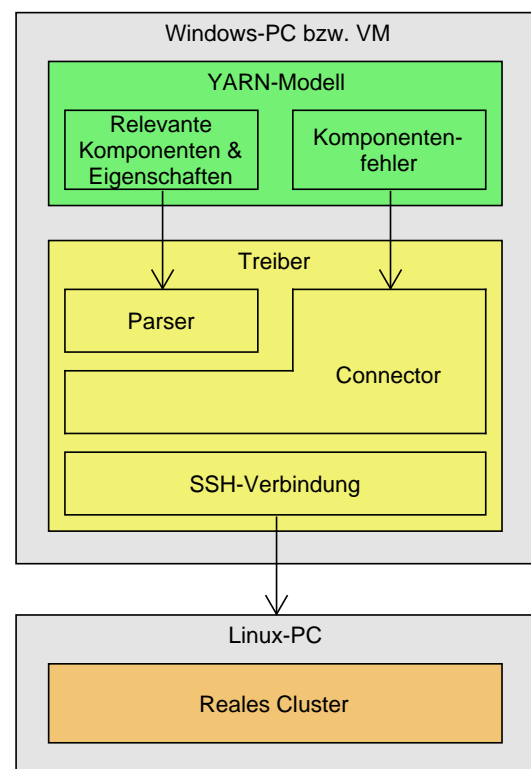 Windows-PC bzw. VM
YARN-Modell
Relevante
Komponenten &
Eigenschaften
Komponenten-
fehler
Treiber
Parser
Connector
SSH-Verbindung
Linux-PC
Reales Cluster